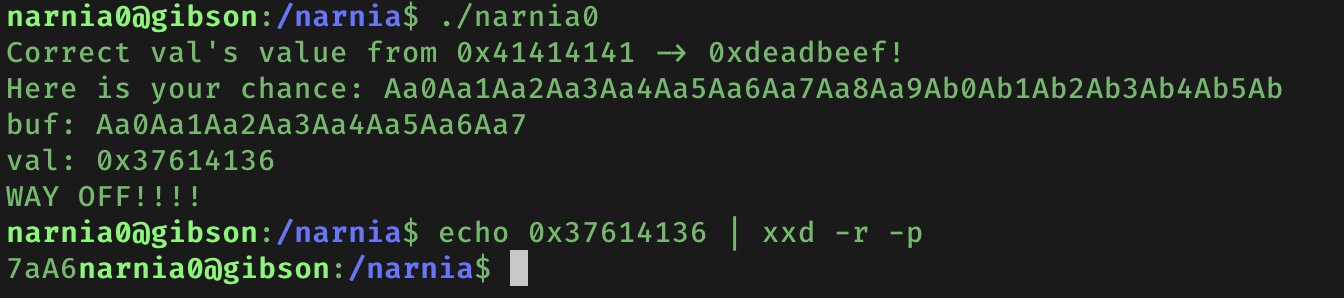 narnia0@gibson:/narnia$ ./narnia0
Correct val's value from 0x41414141 -> 0xdeadbeef!
Here is your chance: Aa0Aa1Aa2Aa3Aa4Aa5Aa6Aa7Aa8Aa9Ab0Ab1Ab2Ab3Ab4Ab5Ab
buf: Aa0Aa1Aa2Aa3Aa4Aa5Aa6Aa7
val: 0x37614136
WAY OFF!!!!
narnia0@gibson:/narnia$ echo 0x37614136 | xxd -r -p
7aA6narnia0@gibson:/narnia$